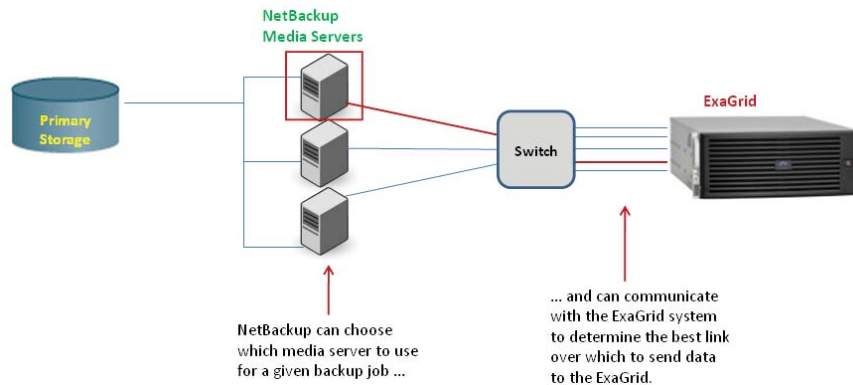 NetBackup
Media Servers
Primary
Storage
Switch
ExaGrid
NetBackup can choose
which media server to use
for a given backup job ...
... and can communicate
with the ExaGrid system
to determine the best link
over which to send data
to the ExaGrid.